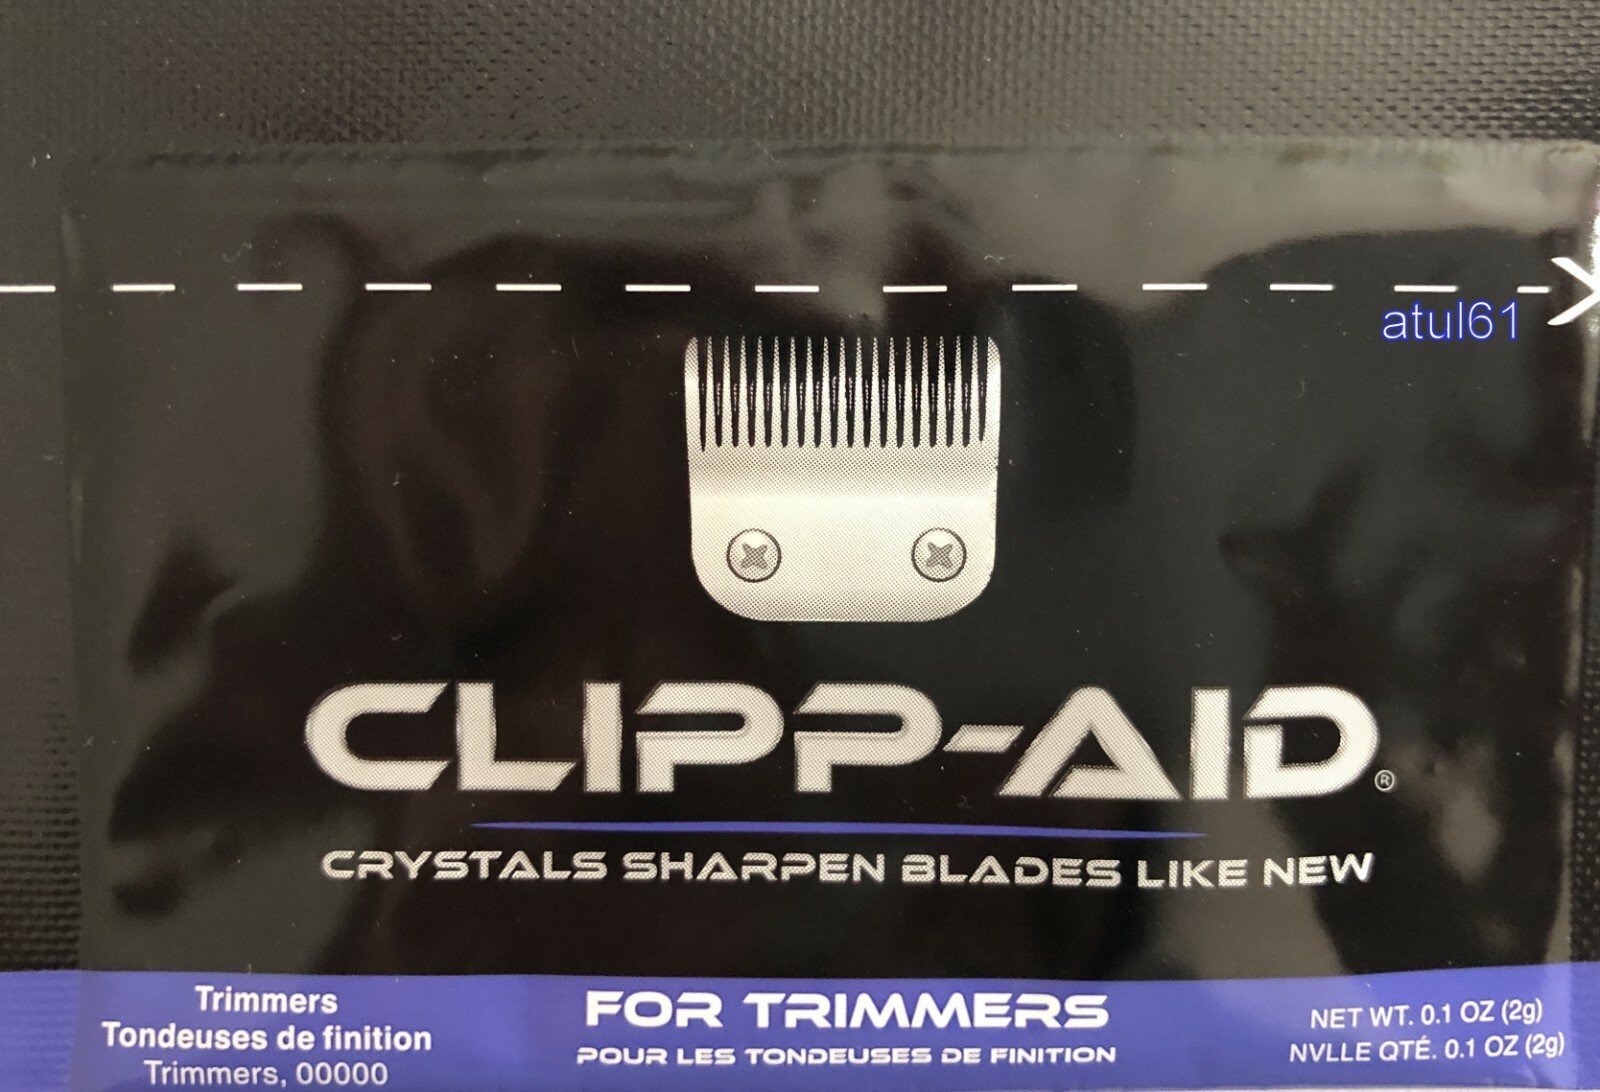 atul61
CLIPP-AID®
CRYSTALS SHARPEN BLADES LIKE NEW
Trimmers
Tondeuses de finition
Trimmers, 00000
FOR TRIMMERS
POUR LES TONDEUSES DE FINITION
NET WT. 0.1 OZ (2g)
NVLLE QTÉ. 0.1 OZ (2g)